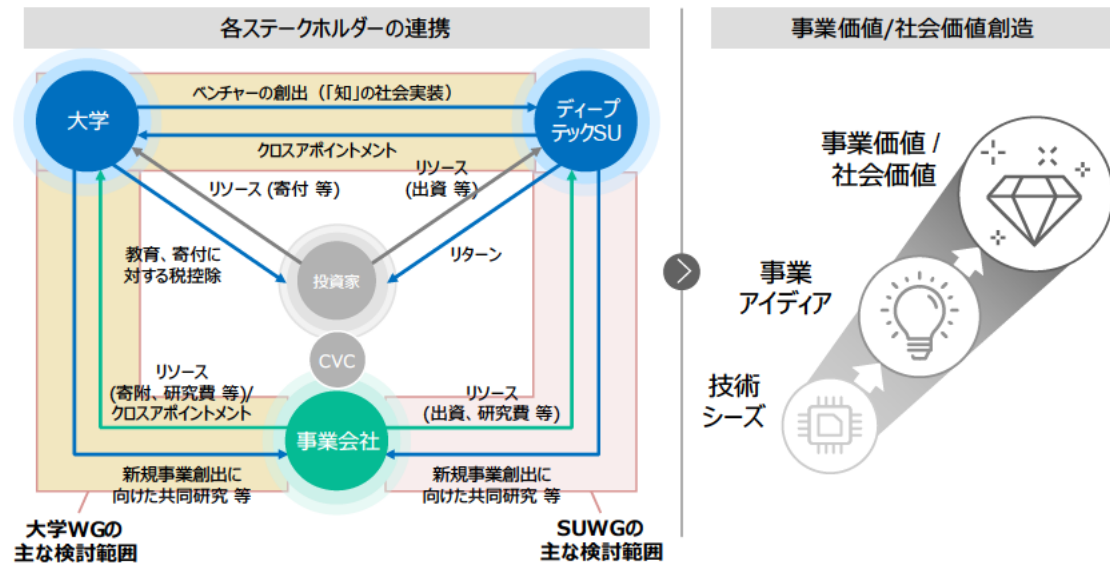 各ステークホルダーの連携
事業価値/社会価値創造
大学
ベンチャーの創出（「知」の社会実装）
ディープ
テックSU
クロスアポイントメント
リソース (寄付 等)
リソース
(出資 等)
教育、寄付に
対する税控除
投資家
リターン
CVC
リソース
(寄附、研究費 等)/
クロスアポイントメント
リソース
(出資、研究費 等)
事業会社
新規事業創出に
向けた共同研究 等
新規事業創出に
向けた共同研究 等
大学WGの
主な検討範囲
SUWGの
主な検討範囲
事業価値 /
社会価値
事業
アイディア
技術
シーズ